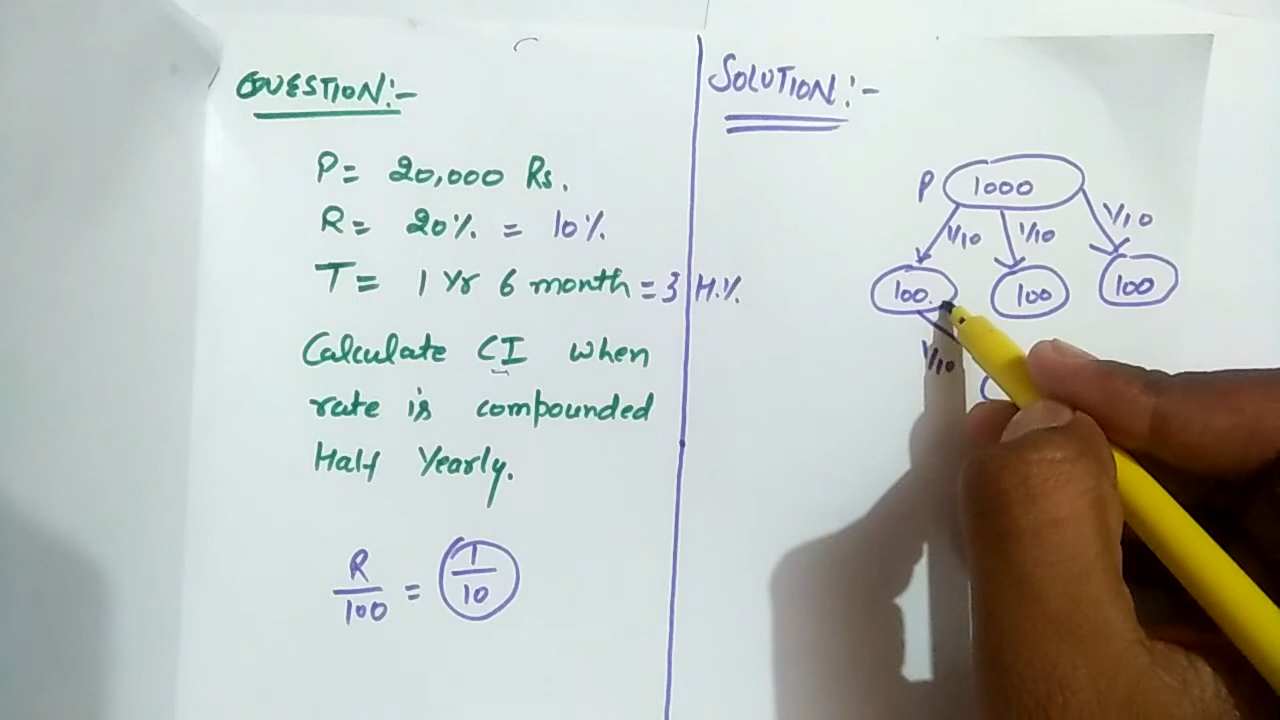 QUESTION:-
P= 20,000 Rs.
R= 20% = 10%
T= 1 Yr 6 month = 3 H.Y.
Calculate CI when
rate is compounded
Half Yearly.
R/100 = 1/10
SOLUTION:-
P 1000
1/10 1/10 1/10
100. 100 100
1/10